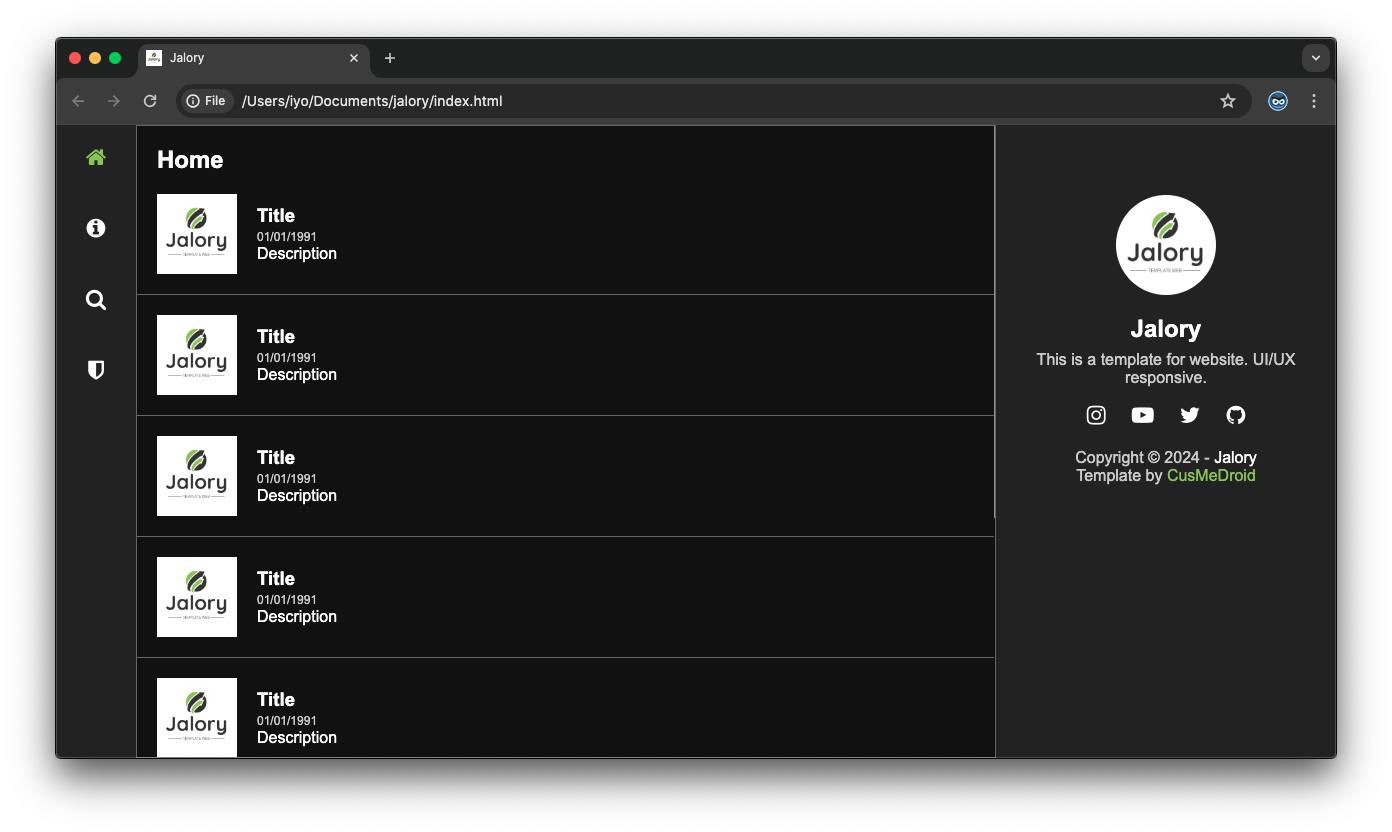 Jalory
File
/Users/iyo/Documents/jalory/index.html
Home
Jalory
TEMPLATE WEB
Title
01/01/1991
Description
Jalory
TEMPLATE WEB
Title
01/01/1991
Description
Jalory
TEMPLATE WEB
Title
01/01/1991
Description
Jalory
TEMPLATE WEB
Title
01/01/1991
Description
Jalory
TEMPLATE WEB
Title
01/01/1991
Description
Jalory
TEMPLATE WEB
Jalory
This is a template for website. UI/UX
responsive.
Copyright © 2024 - Jalory
Template by CusMeDroid